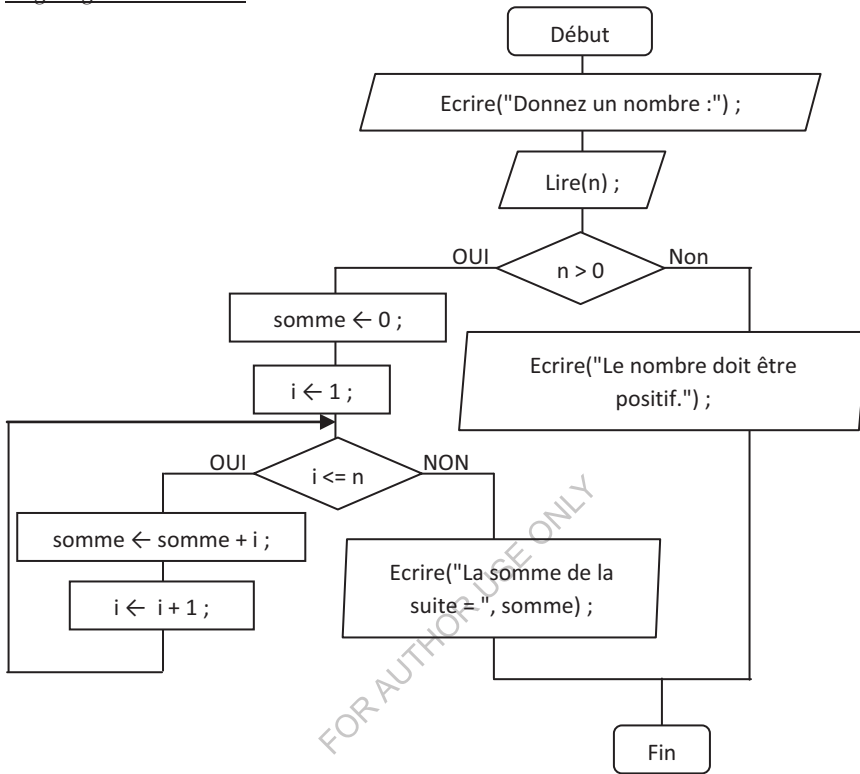 Début
Ecrire("Donnez un nombre :") ;
Lire(n) ;
OUI
n > 0
Non
somme ← 0 ;
Ecrire("Le nombre doit être
positif.") ;
i ← 1 ;
OUI
i <= n
NON
somme ← somme + i ;
Ecrire("La somme de la
suite = ", somme) ;
i ← i + 1 ;
FOR AUTHOR USE ONLY
Fin